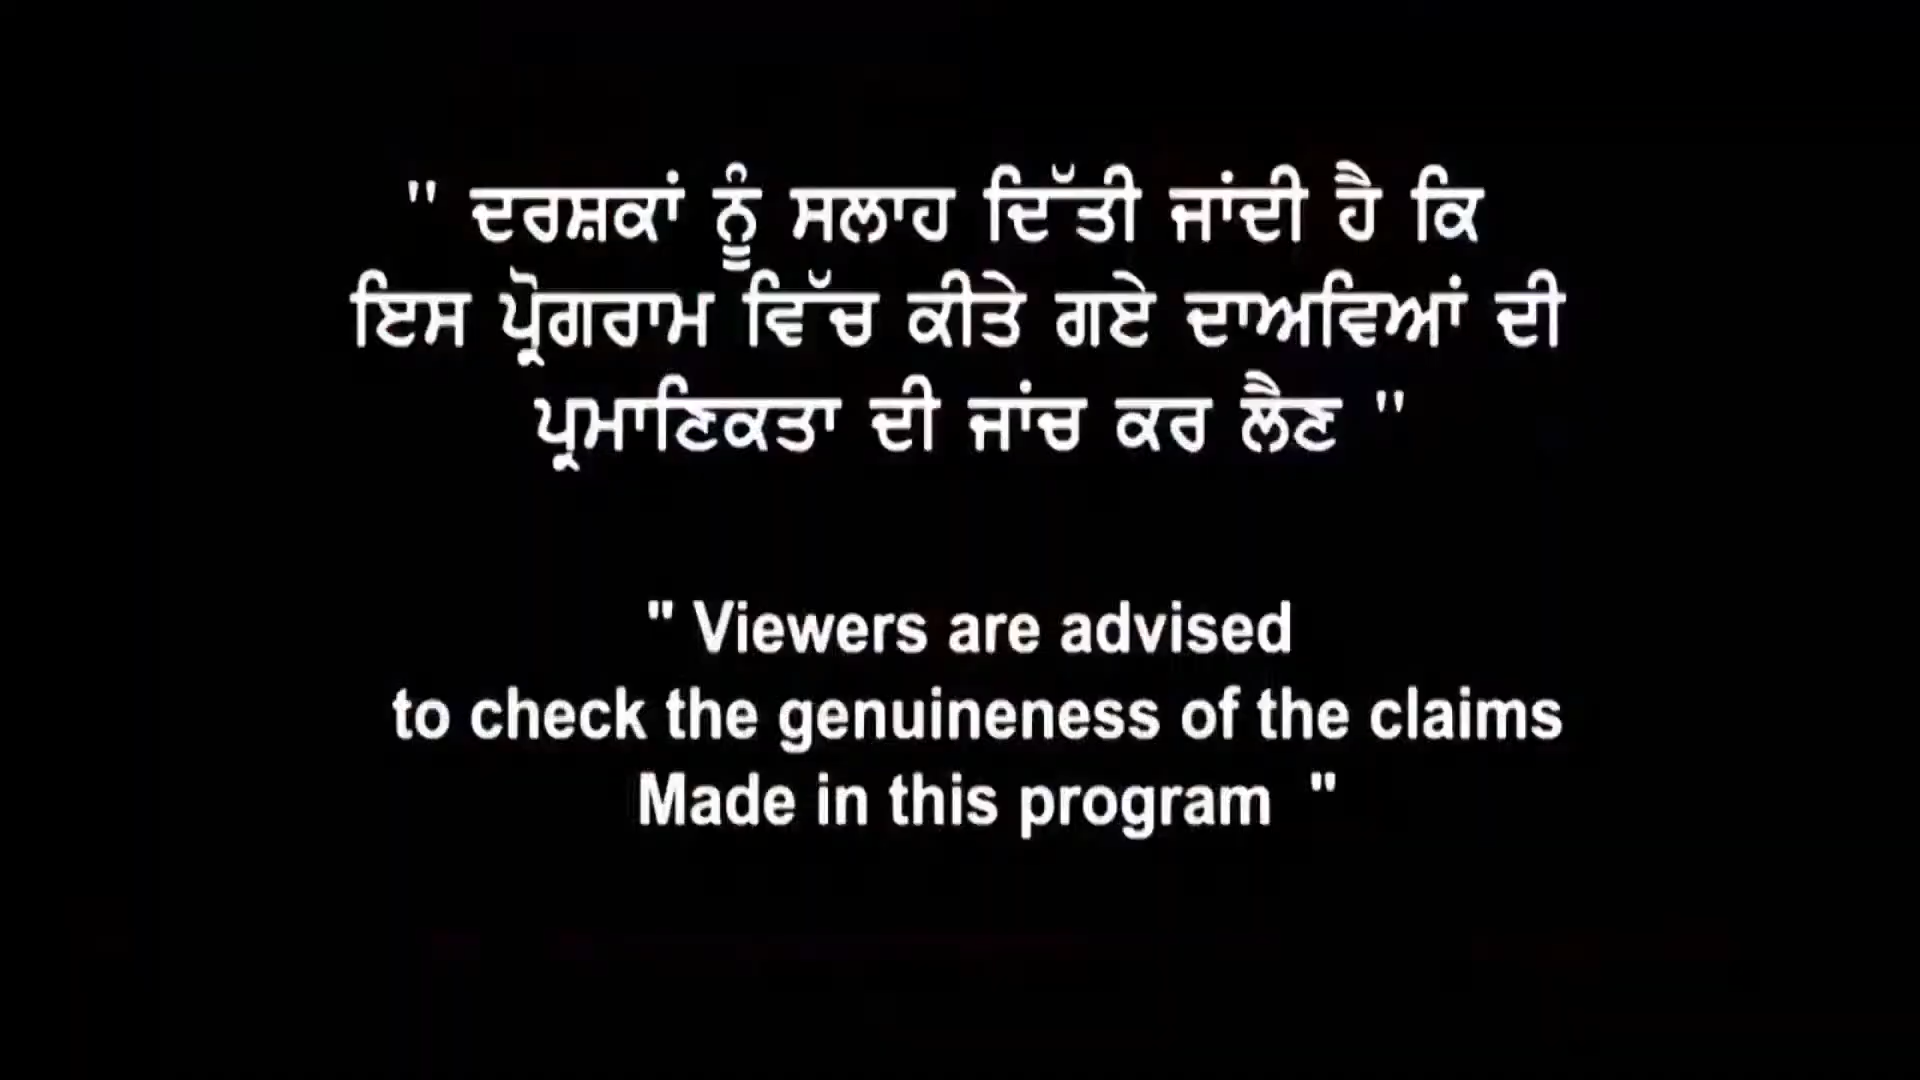 " ਦਰਸ਼ਕਾਂ ਨੂੰ ਸਲਾਹ ਦਿੱਤੀ ਜਾਂਦੀ ਹੈ ਕਿ
ਇਸ ਪ੍ਰੋਗਰਾਮ ਵਿੱਚ ਕੀਤੇ ਗਏ ਦਾਅਵਿਆਂ ਦੀ
ਪ੍ਰਮਾਣਿਕਤਾ ਦੀ ਜਾਂਚ ਕਰ ਲੈਣ "
" Viewers are advised
to check the genuineness of the claims
Made in this program "